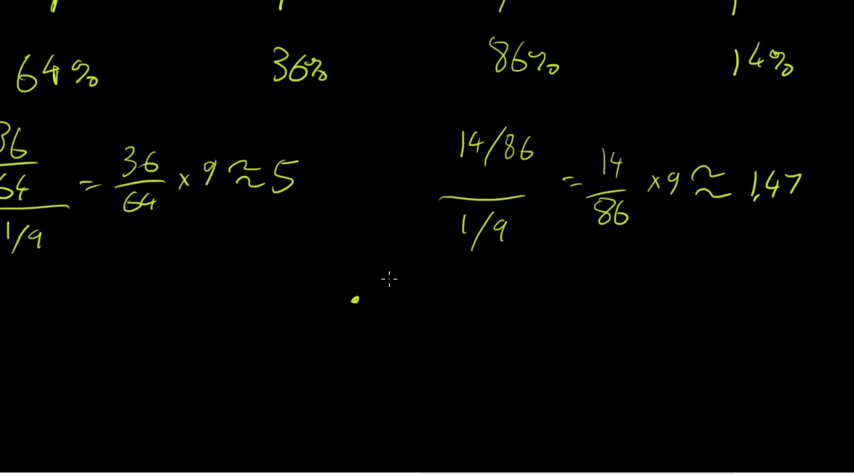 64% 36% 86% 14%
36/64 / 1/9 = 36/64 × 9 ≈ 5
14/86 / 1/9 = 14/86 × 9 ≈ 1,47